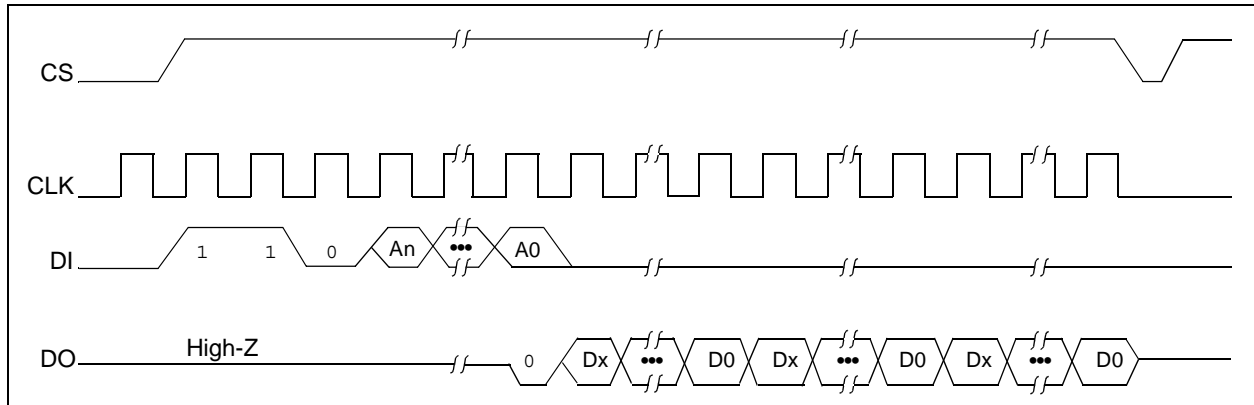 CS
CLK
DI 1 1 0 An ••• A0
DO High-Z 0 Dx ••• D0 Dx ••• D0 Dx ••• D0